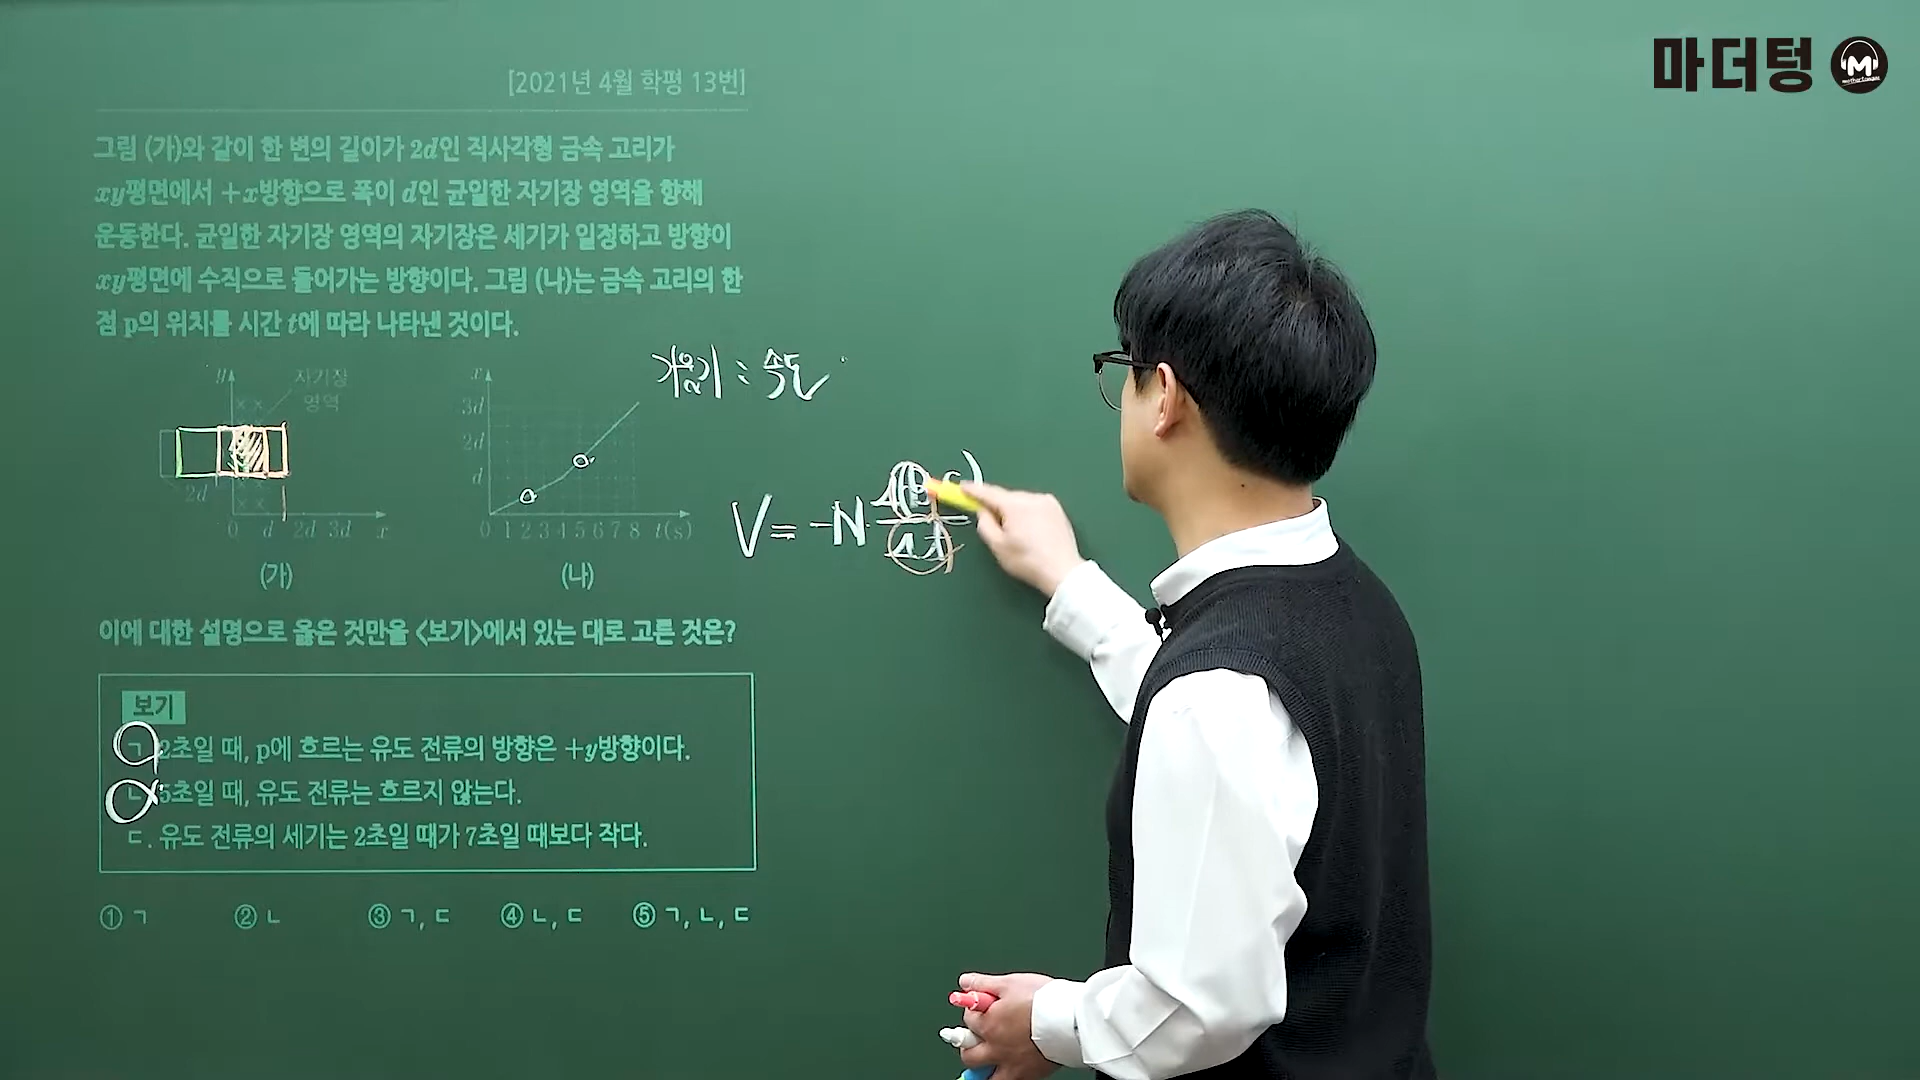 마더텅 M
[2021년 4월 학평 13번]
그림 (가)와 같이 한 변의 길이가 2d인 직사각형 금속 고리가
xy평면에서 +x방향으로 폭이 d인 균일한 자기장 영역을 향해
운동한다. 균일한 자기장 영역의 자기장은 세기가 일정하고 방향이
xy평면에 수직으로 들어가는 방향이다. 그림 (나)는 금속 고리의 한
점 p의 위치를 시간 t에 따라 나타낸 것이다.
y 자기장
영역
2d
0 d 2d 3d x
(가)
x
3d
2d
d
0 1 2 3 4 5 6 7 8 t(s)
(나)
기울기 : 속도
V = -N
Δt
이에 대한 설명으로 옳은 것만을 <보기>에서 있는 대로 고른 것은?
보기
ㄱ. 2초일 때, p에 흐르는 유도 전류의 방향은 +y방향이다.
ㄴ. 5초일 때, 유도 전류는 흐르지 않는다.
ㄷ. 유도 전류의 세기는 2초일 때가 7초일 때보다 작다.
① ㄱ ② ㄴ ③ ㄱ, ㄷ ④ ㄴ, ㄷ ⑤ ㄱ, ㄴ, ㄷ